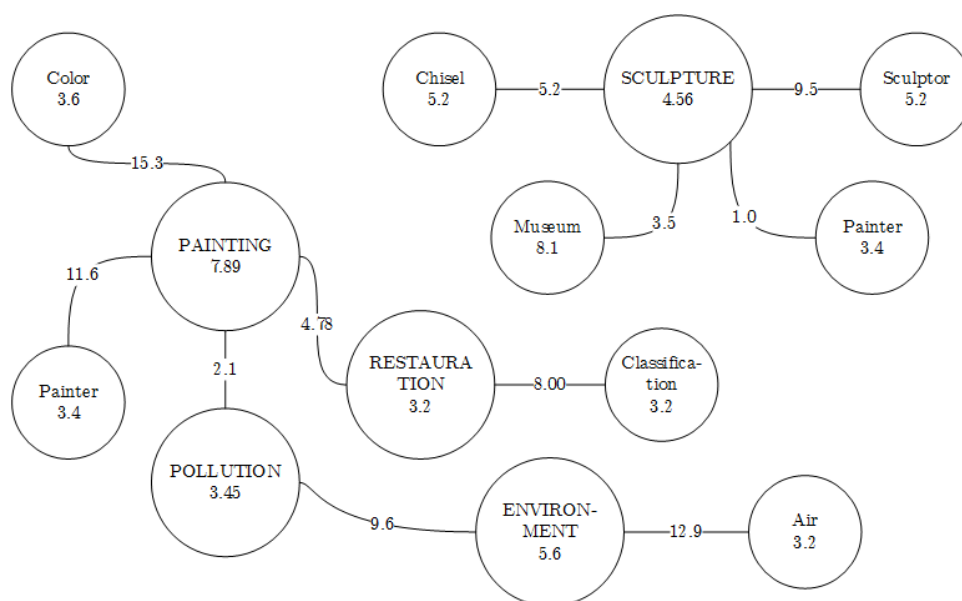 Color
3.6
Chisel
5.2
5.2
SCULPTURE
4.56
9.5
Sculptor
5.2
15.3
PAINTING
7.89
Museum
8.1
3.5
1.0
Painter
3.4
11.6
4.78
Painter
3.4
2.1
RESTAURA
TION
3.2
8.00
Classifica-
tion
3.2
POLLUTION
3.45
9.6
ENVIRON-
MENT
5.6
12.9
Air
3.2